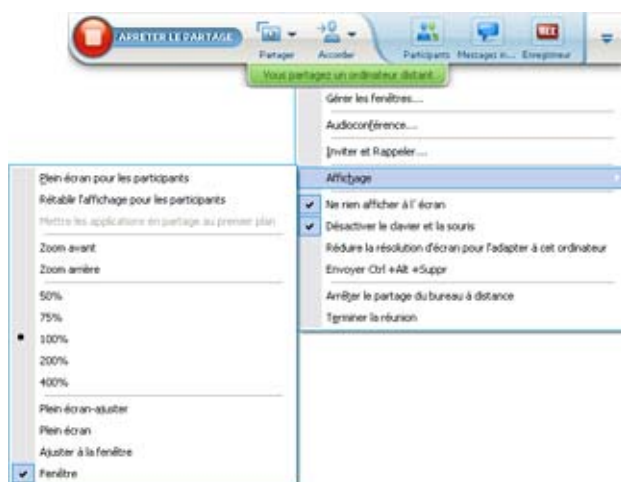 ARRETER LE PARTAGE
Partager
Accorder
Participants
Messages in...
Enregistreur
REC
Vous partagez un ordinateur distant
Gérer les fenêtres...
Audioconférence...
Inviter et Rappeler...
Affichage
Ne rien afficher à l'écran
Désactiver le clavier et la souris
Réduire la résolution d'écran pour l'adapter à cet ordinateur
Envoyer Ctrl +Alt +Suppr
Arrêter le partage du bureau à distance
Terminer la réunion
Plein écran pour les participants
Rétablir l'affichage pour les participants
Mettre les applications en partage au premier plan
Zoom avant
Zoom arrière
50%
75%
100%
200%
400%
Plein écran-ajuster
Plein écran
Ajuster à la fenêtre
Fenêtre